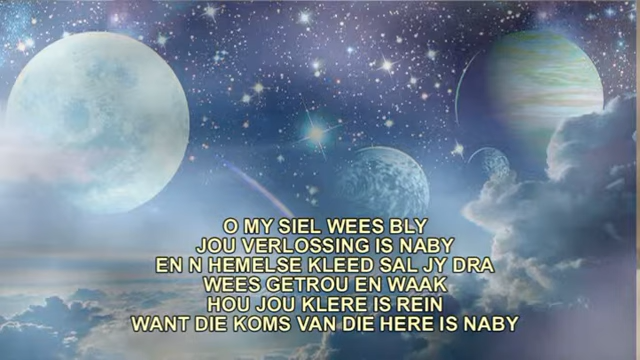 O MY SIEL WEES BLY
JOU VERLOSSING IS NABY
EN N HEMELSE KLEED SAL JY DRA
WEES GETROU EN WAAK
HOU JOU KLERE IS REIN
WANT DIE KOMS VAN DIE HERE IS NABY